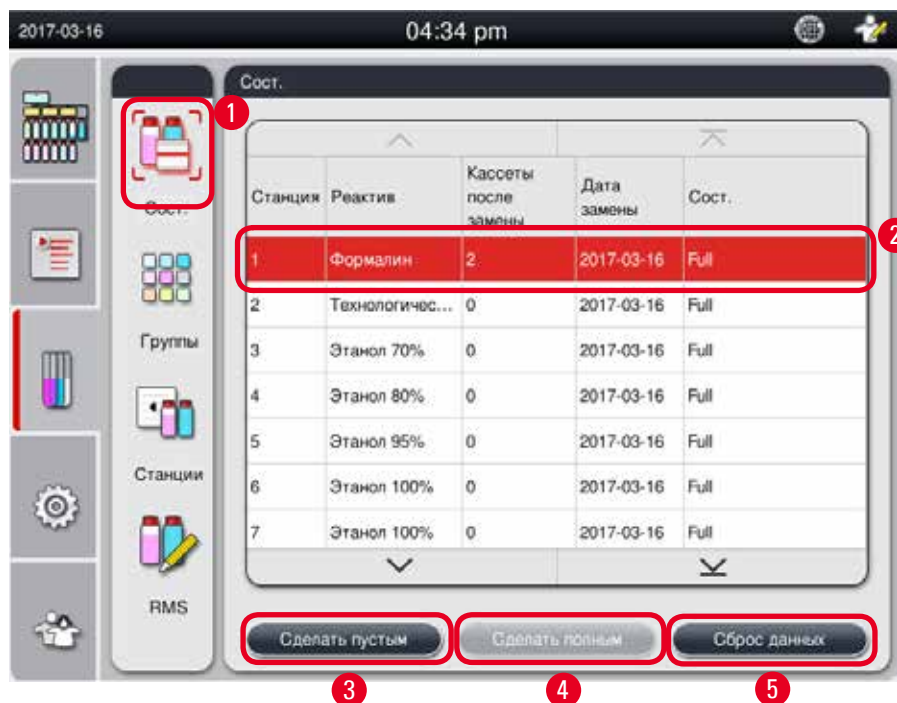 2017-03-16 04:34 pm
Сост.
1
Сост.
Группы
Станции
RMS
Станция Реактив Кассеты после замены Дата замены Сост.
1 Формалин 2 2017-03-16 Full
2
2 Технологичес... 0 2017-03-16 Full
3 Этанол 70% 0 2017-03-16 Full
4 Этанол 80% 0 2017-03-16 Full
5 Этанол 95% 0 2017-03-16 Full
6 Этанол 100% 0 2017-03-16 Full
7 Этанол 100% 0 2017-03-16 Full
Сделать пустым Сделать полным Сброс данных
3 4 5